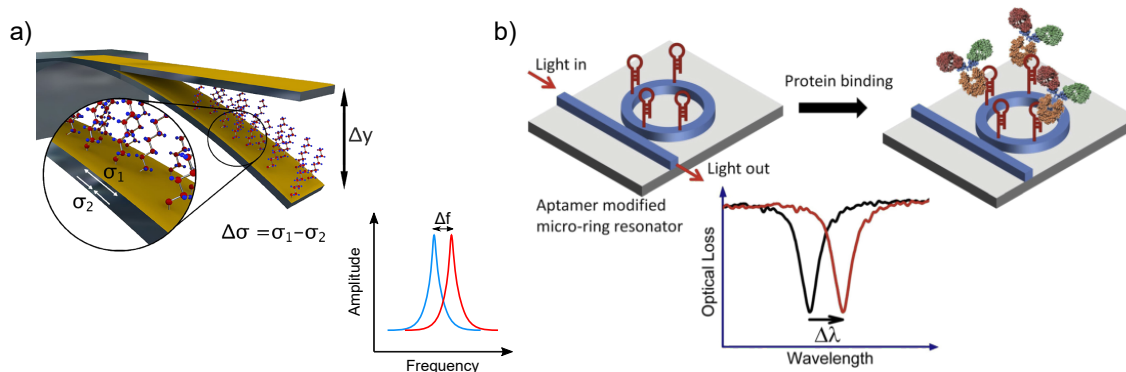 a)
σ₁
σ₂
Δy
Δσ =σ₁-σ₂
Δf
Amplitude
Frequency
b)
Light in
Light out
Aptamer modified
micro-ring resonator
Protein binding
Optical Loss
Δλ
Wavelength